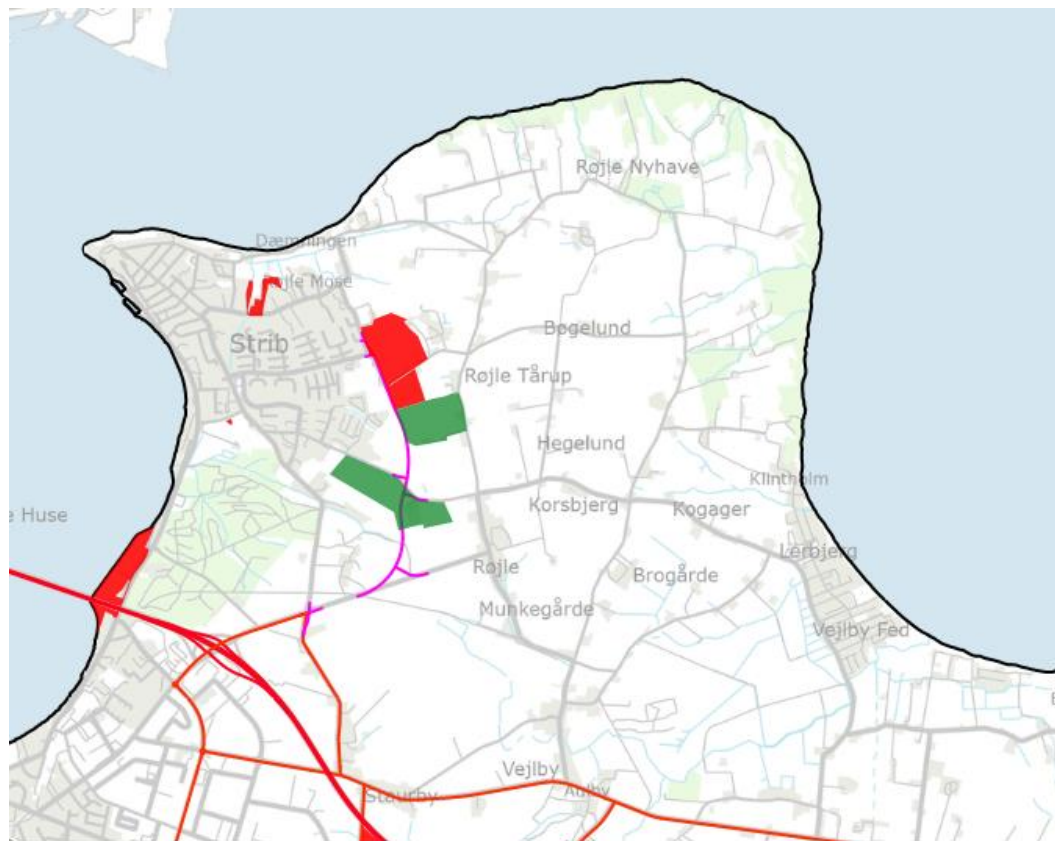 Røjle Nyhave
Dæmningen
Røjle Mose
Bøgelund
Strib
Røjle Tårup
Hegelund
Klintholm
Korsbjerg
Kogager
e Huse
Lerbjerg
Røjle
Brogårde
Munkegårde
Vejlby Fed
Vejlby
Staurby
Aulby